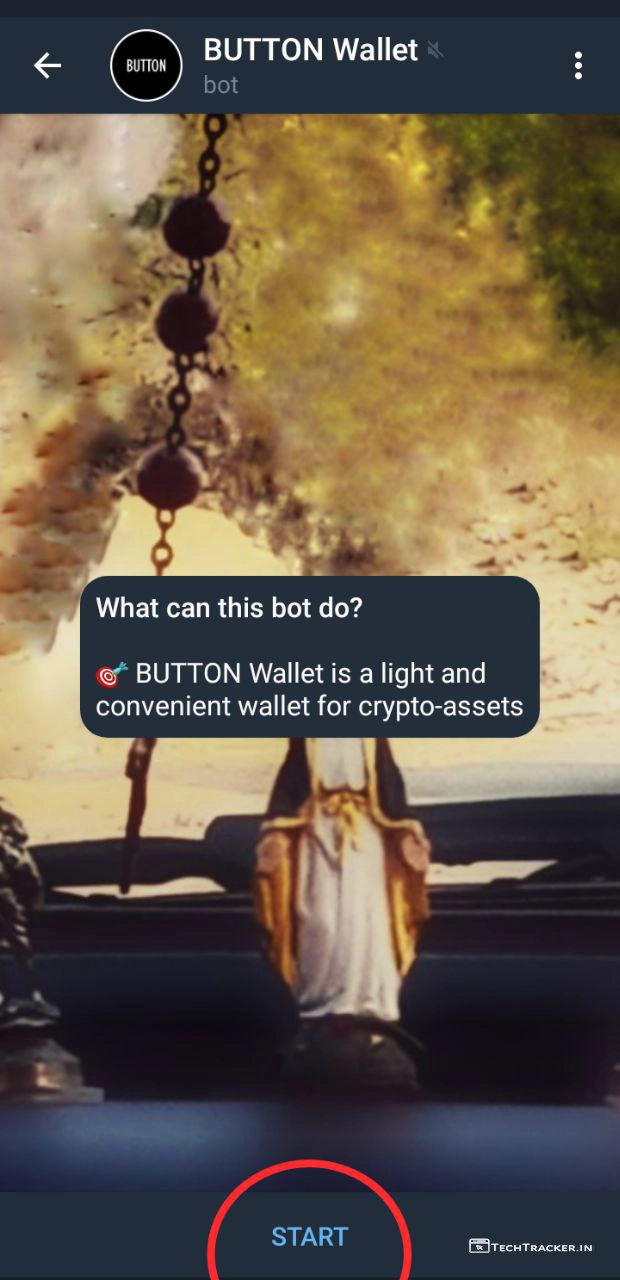 BUTTON
BUTTON Wallet
bot
What can this bot do?
🎯 BUTTON Wallet is a light and
convenient wallet for crypto-assets
START
TECHTRACKER.IN